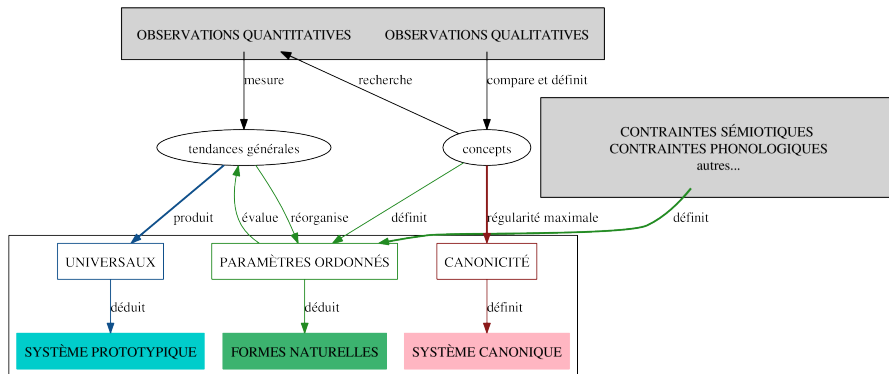 OBSERVATIONS QUANTITATIVES OBSERVATIONS QUALITATIVES
mesure recherche compare et définit
CONTRAINTES SÉMIOTIQUES
CONTRAINTES PHONOLOGIQUES
autres...
tendances générales concepts
produit évalue réorganise définit régularité maximale définit
UNIVERSAUX PARAMÈTRES ORDONNÉS CANONICITÉ
déduit déduit définit
SYSTÈME PROTOTYPIQUE FORMES NATURELLES SYSTÈME CANONIQUE